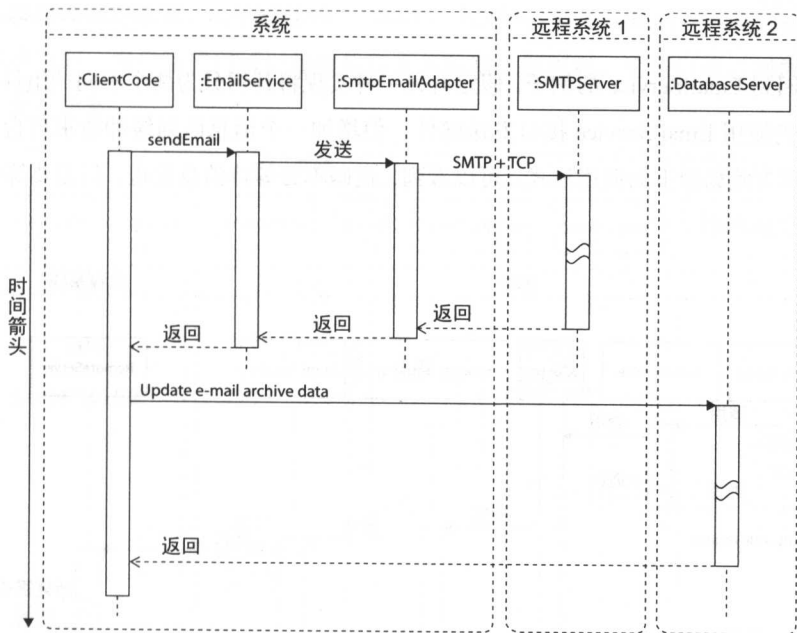 系统
远程系统 1
远程系统 2
:ClientCode
:EmailService
:SmtpEmailAdapter
:SMTPServer
:DatabaseServer
sendEmail
发送
SMTP+TCP
时间箭头
返回
返回
返回
Update e-mail archive data
返回